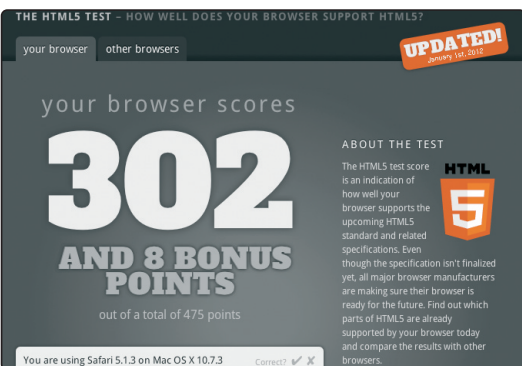 THE HTML5 TEST – HOW WELL DOES YOUR BROWSER SUPPORT HTML5?
your browser
other browsers
UPDATED!
January 1st, 2012
your browser scores
302
AND 8 BONUS
POINTS
out of a total of 475 points
You are using Safari 5.1.3 on Mac OS X 10.7.3
Correct? ✔ ✘
ABOUT THE TEST
HTML
5
The HTML5 test score
is an indication of
how well your
browser supports the
upcoming HTML5
standard and related
specifications. Even
though the specification isn't finalized
yet, all major browser manufacturers
are making sure their browser is
ready for the future. Find out which
parts of HTML5 are already
supported by your browser today
and compare the results with other
browsers.